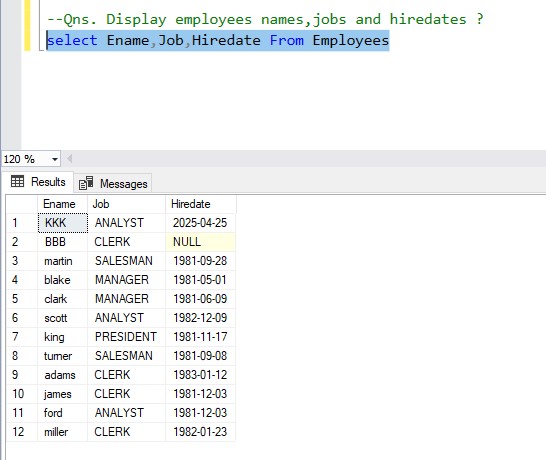 --Qns. Display employees names,jobs and hiredates ?
select Ename,Job,Hiredate From Employees
120 %
Results Messages
Ename Job Hiredate
1 KKK ANALYST 2025-04-25
2 BBB CLERK NULL
3 martin SALESMAN 1981-09-28
4 blake MANAGER 1981-05-01
5 clark MANAGER 1981-06-09
6 scott ANALYST 1982-12-09
7 king PRESIDENT 1981-11-17
8 turner SALESMAN 1981-09-08
9 adams CLERK 1983-01-12
10 james CLERK 1981-12-03
11 ford ANALYST 1981-12-03
12 miller CLERK 1982-01-23